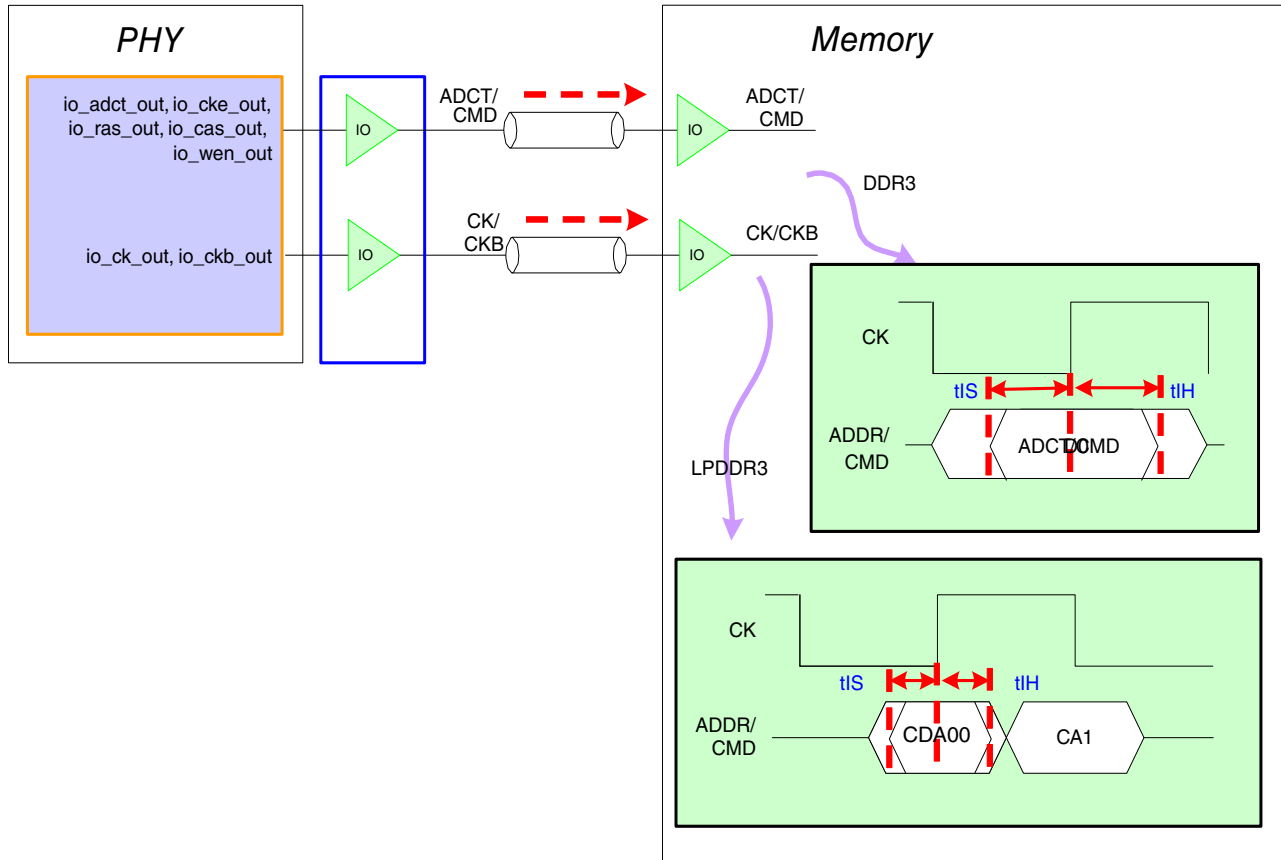 PHY
Memory
io_adct_out, io_cke_out,
io_ras_out, io_cas_out,
io_wen_out
IO
ADCT/
CMD
IO
ADCT/
CMD
DDR3
io_ck_out, io_ckb_out
IO
CK/
CKB
IO
CK/CKB
CK
tIS
tIH
ADDR/
CMD
LPDDR3
CK
tIS
tIH
ADDR/
CMD
CA1